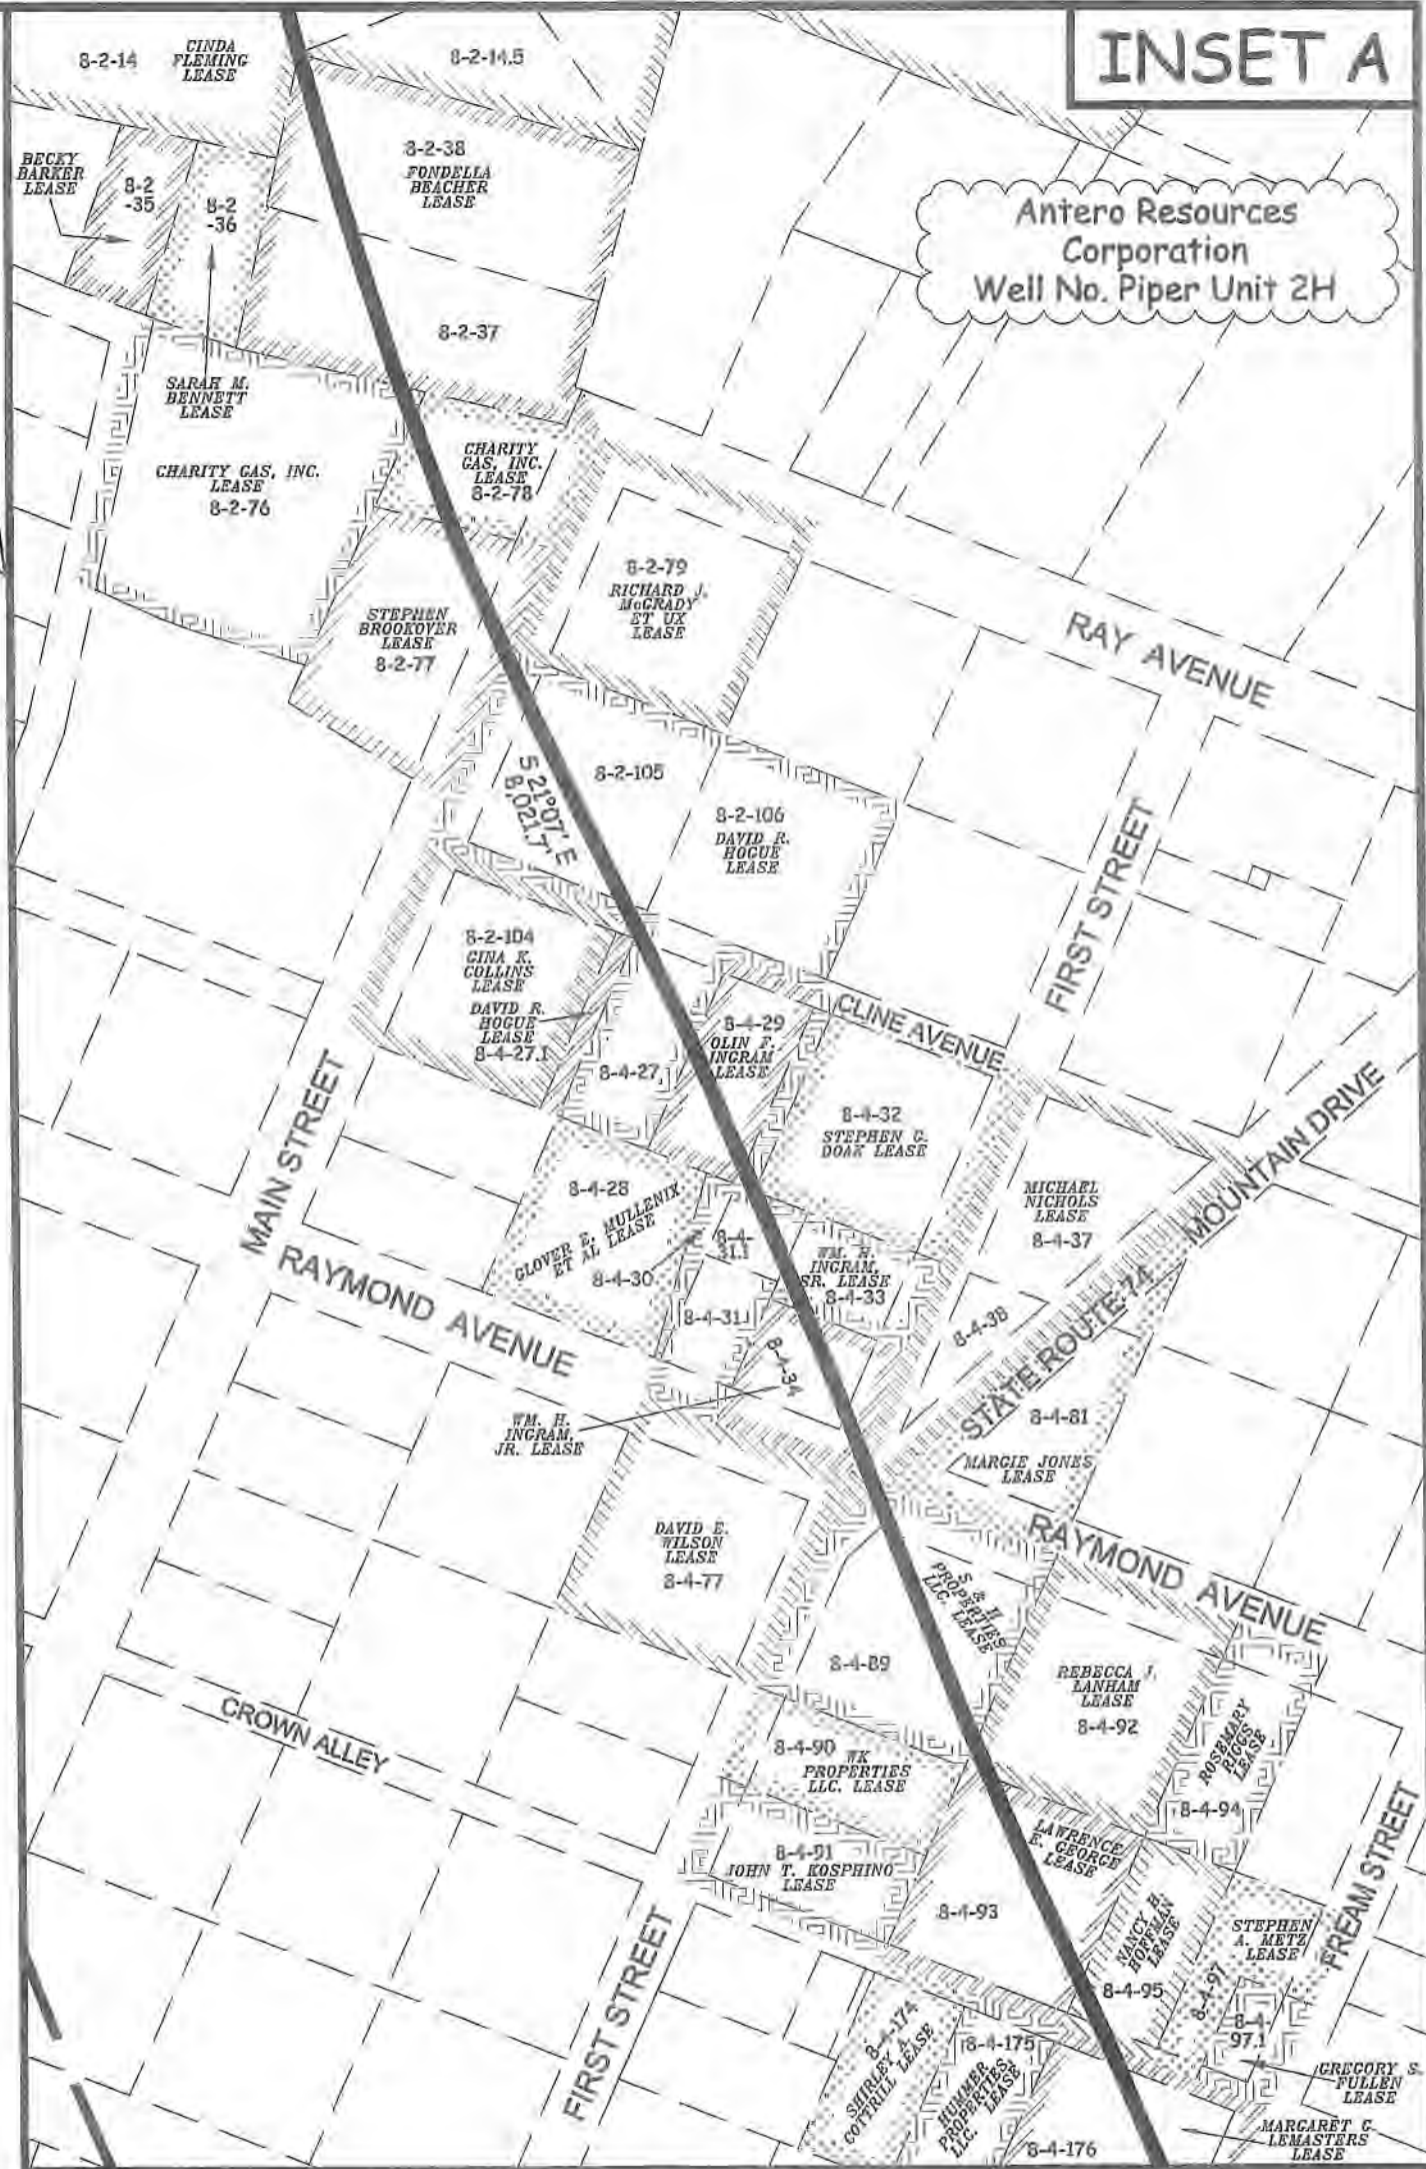 INSET A
Antero Resources
Corporation
Well No. Piper Unit 2H
8-2-14
CINDA
FLEMING
LEASE
8-2-14.5
BECKY
BARKER
LEASE
8-2
-35
8-2
-36
8-2-38
FONDELLA
BEACHER
LEASE
8-2-37
SARAH M.
BENNETT
LEASE
CHARITY GAS, INC.
LEASE
8-2-76
CHARITY
GAS, INC.
LEASE
8-2-78
8-2-79
RICHARD J.
McGRADY
ET UX
LEASE
STEPHEN
BROOKOVER
LEASE
8-2-77
RAY AVENUE
S 21°07' E
8,021.7'
8-2-105
8-2-106
DAVID R.
HOGUE
LEASE
FIRST STREET
8-2-104
GINA K.
COLLINS
LEASE
DAVID R.
HOGUE
LEASE
8-4-27.1
8-4-27
8-4-29
OLIN F.
INGRAM
LEASE
CLINE AVENUE
8-4-32
STEPHEN G.
DOAK LEASE
MAIN STREET
MICHAEL
NICHOLS
LEASE
8-4-37
MOUNTAIN DRIVE
8-4-28
GLOVER E. MULLENIX
ET AL LEASE
8-4-30
8-4-
31.1
8-4-31
WM. H.
INGRAM,
SR. LEASE
8-4-33
8-4-38
STATE ROUTE 74
RAYMOND AVENUE
8-4-34
WM. H.
INGRAM,
JR. LEASE
8-4-81
MARGIE JONES
LEASE
DAVID E.
WILSON
LEASE
8-4-77
RAYMOND AVENUE
S & H
PROPERTIES
LLC. LEASE
8-4-89
REBECCA J.
LANHAM
LEASE
8-4-92
ROSEMARY
RIGGS
LEASE
8-4-94
CROWN ALLEY
8-4-90
WK
PROPERTIES
LLC. LEASE
8-4-91
JOHN T. KOSPHINO
LEASE
LAWRENCE
E. GEORGE
LEASE
8-4-93
NANCY H.
HOFFMAN
LEASE
8-4-95
STEPHEN
A. METZ
LEASE
8-4-97
8-4-
97.1
FREAM STREET
FIRST STREET
8-4-174
SHIRLEY A.
COTTRILL LEASE
8-4-175
HUMMER
PROPERTIES,
LLC. LEASE
8-4-176
GREGORY S.
FULLEN
LEASE
MARGARET G.
LEMASTERS
LEASE